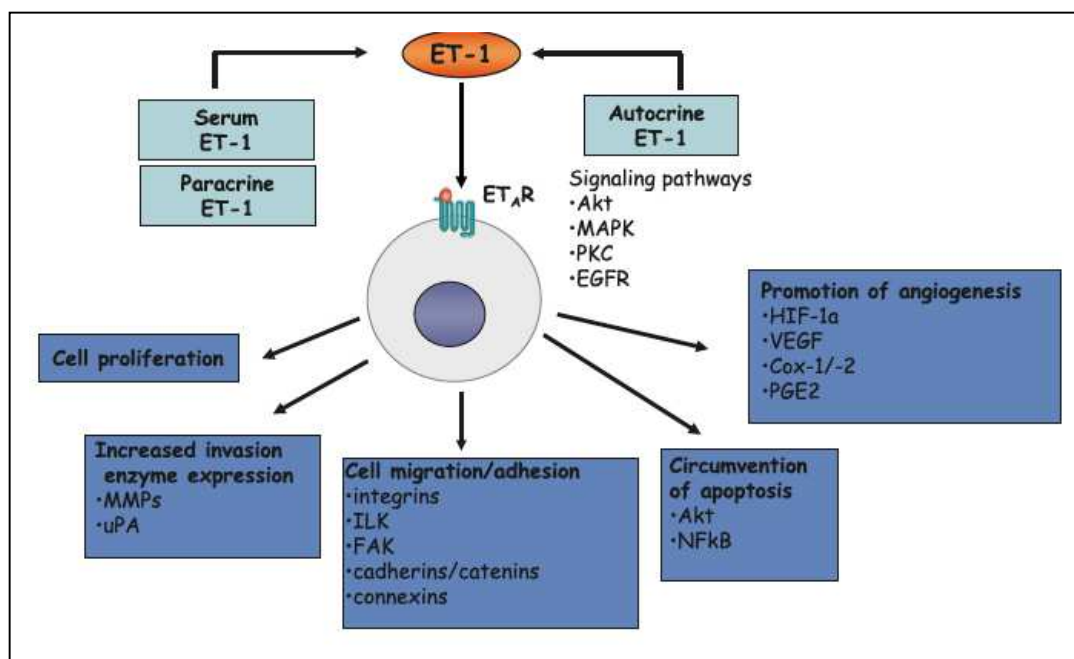 ET-1
Serum
ET-1
Paracrine
ET-1
Autocrine
ET-1
ETAR
Signaling pathways
•Akt
•MAPK
•PKC
•EGFR
Promotion of angiogenesis
•HIF-1a
•VEGF
•Cox-1/-2
•PGE2
Cell proliferation
Increased invasion
enzyme expression
•MMPs
•uPA
Cell migration/adhesion
•integrins
•ILK
•FAK
•cadherins/catenins
•connexins
Circumvention
of apoptosis
•Akt
•NFkB